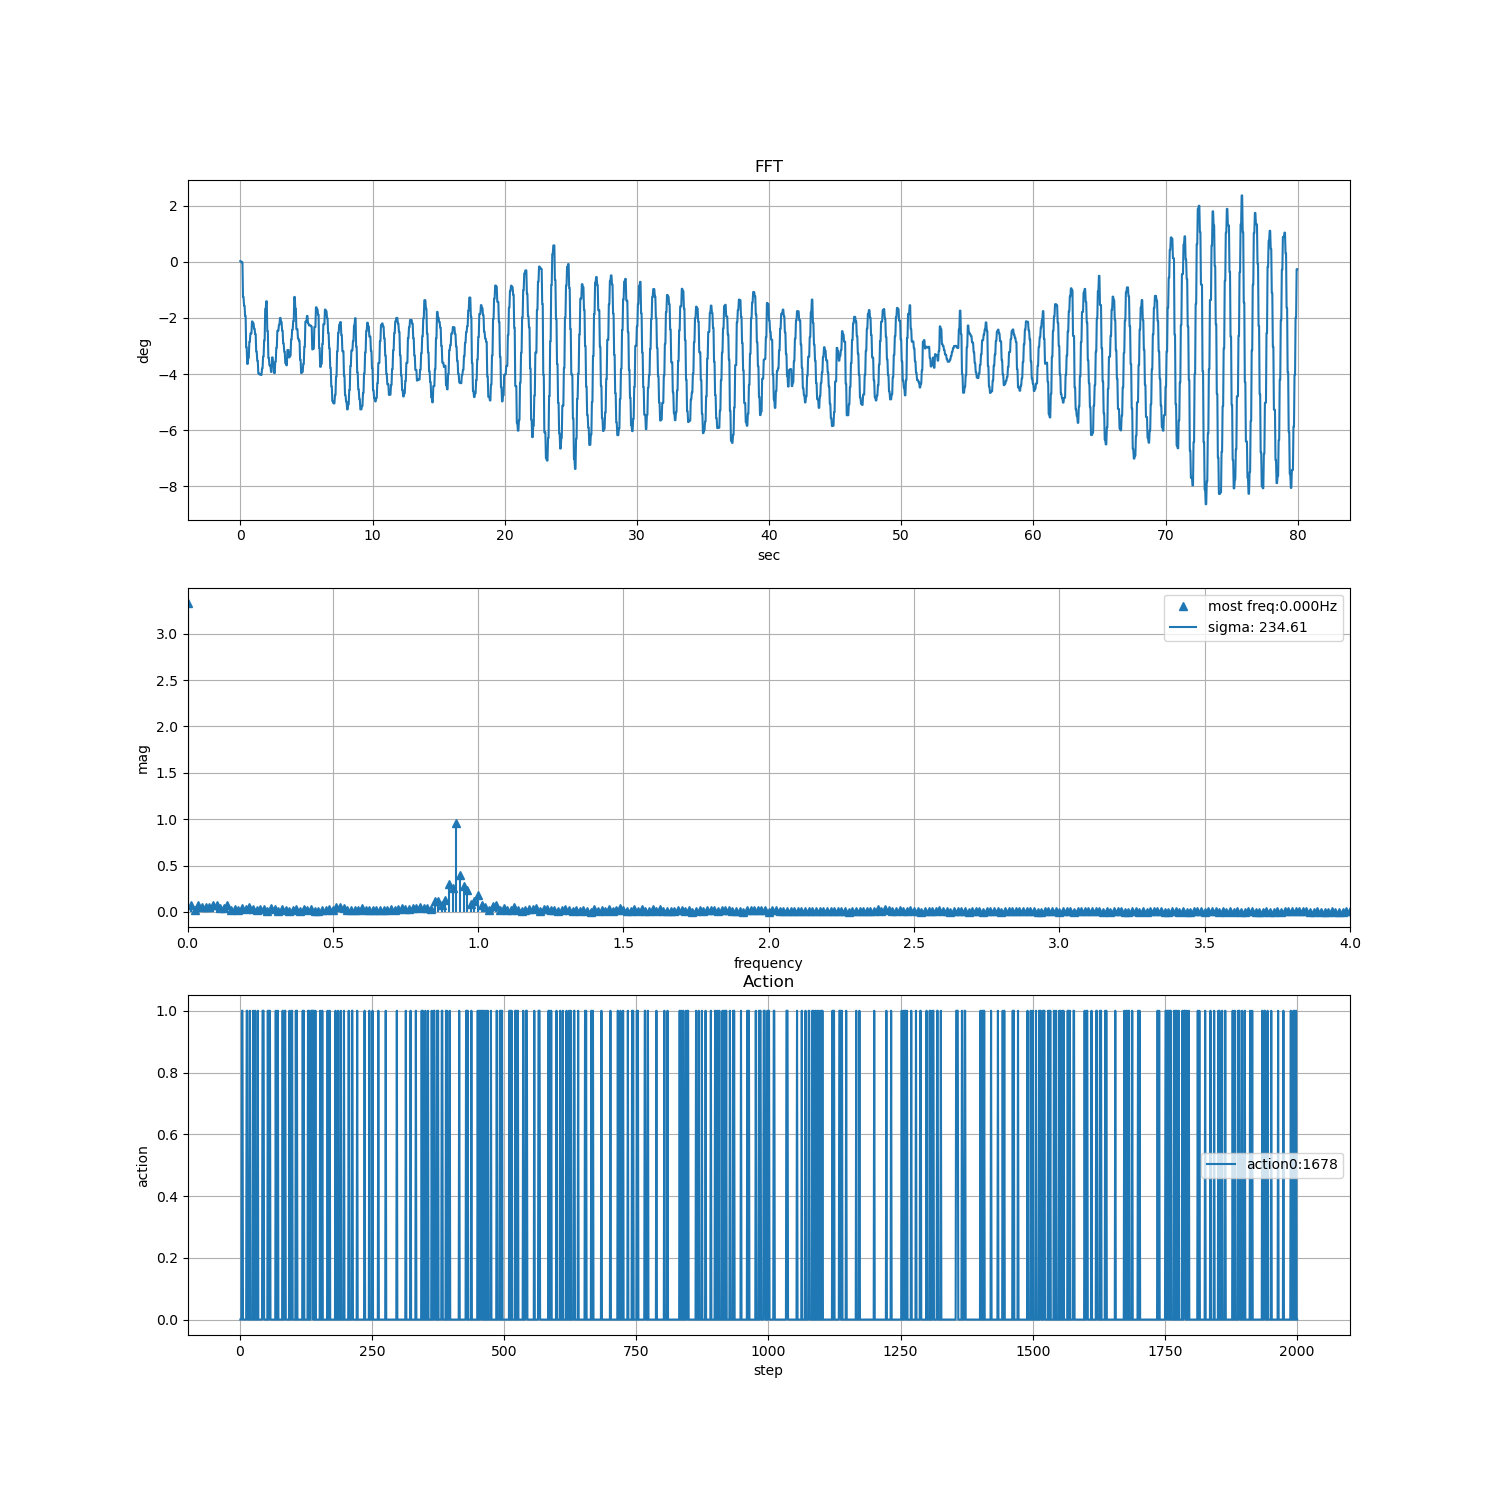 FFT
2
0
−2
−4
−6
−8
deg
0 10 20 30 40 50 60 70 80
sec
most freq:0.000Hz
sigma: 234.61
3.0
2.5
2.0
1.5
1.0
0.5
0.0
mag
0.0 0.5 1.0 1.5 2.0 2.5 3.0 3.5 4.0
frequency
Action
1.0
0.8
0.6
0.4
0.2
0.0
action
action0:1678
0 250 500 750 1000 1250 1500 1750 2000
step